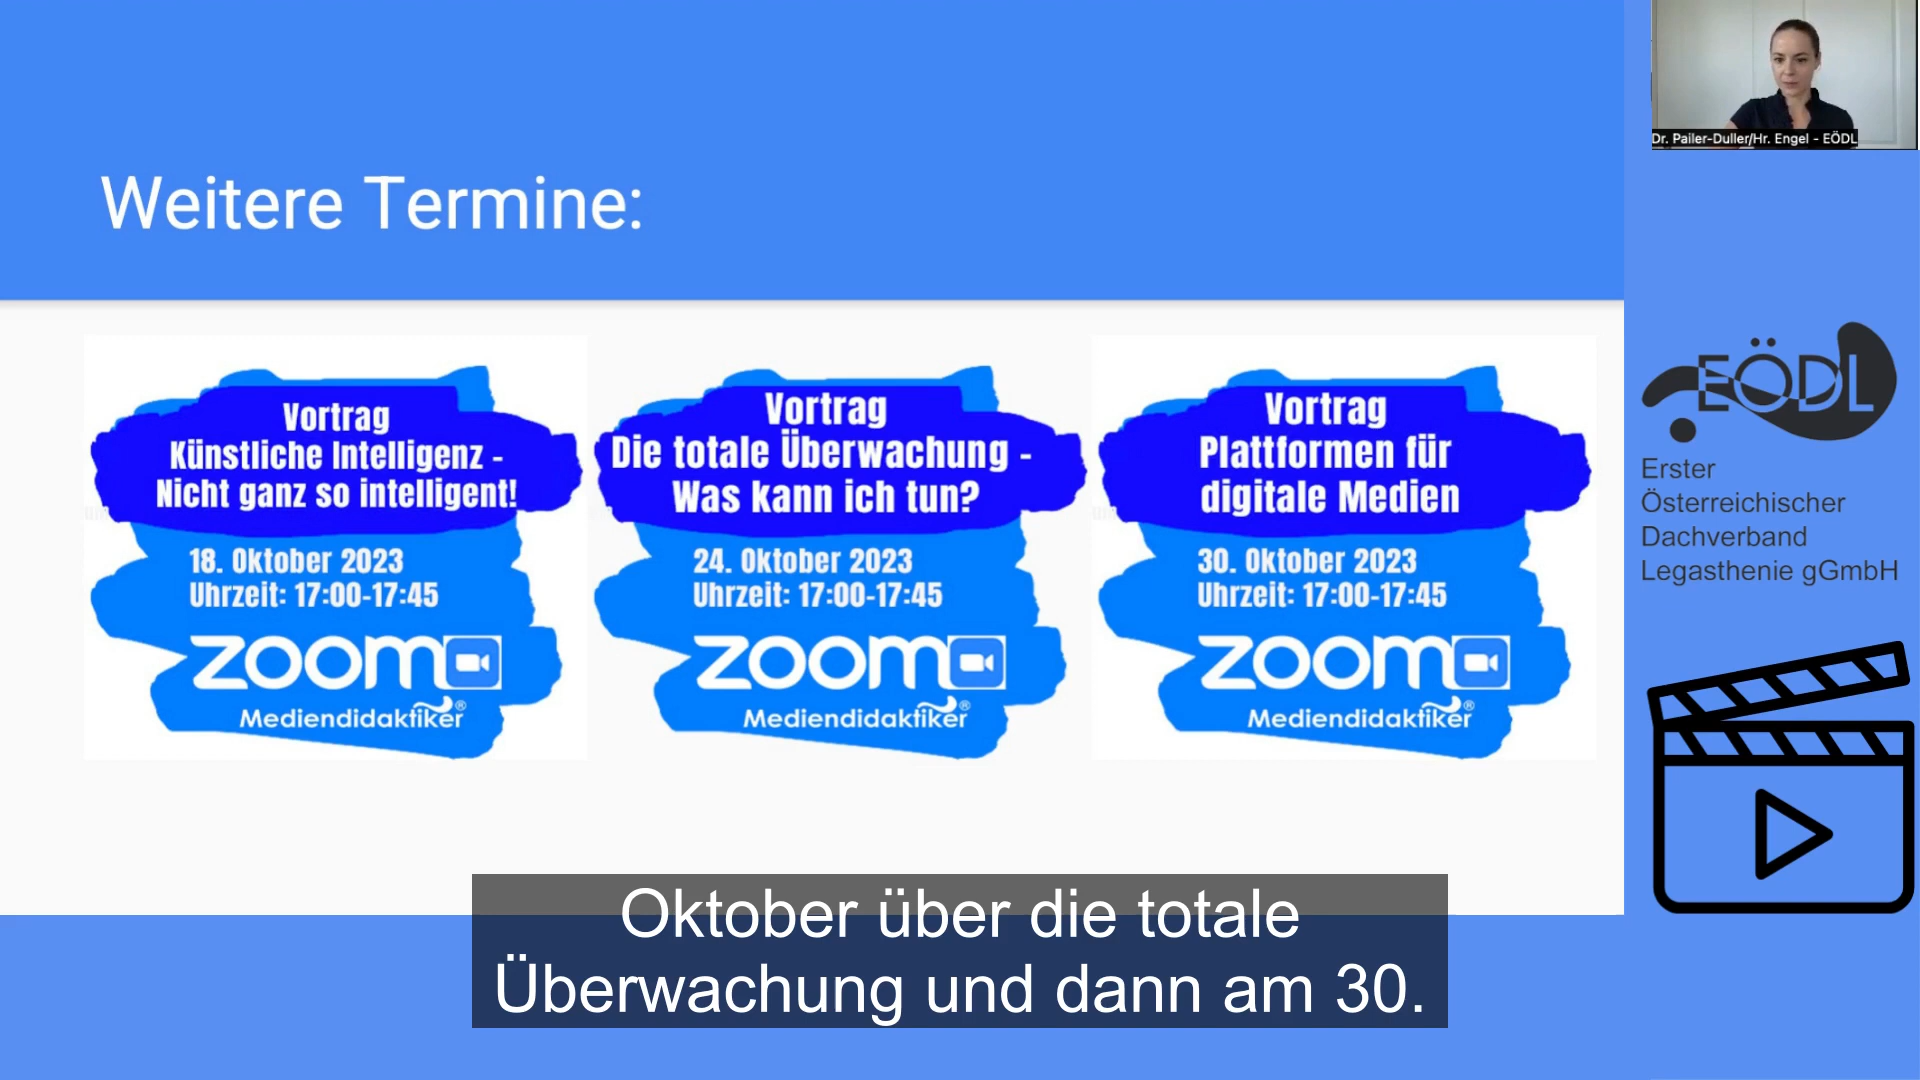 Dr. Pailer-Duller/Hr. Engel - EÖDL
Weitere Termine:
Vortrag
Künstliche Intelligenz -
Nicht ganz so intelligent!
18. Oktober 2023
Uhrzeit: 17:00-17:45
zoom
Mediendidaktiker®
Vortrag
Die totale Überwachung -
Was kann ich tun?
24. Oktober 2023
Uhrzeit: 17:00-17:45
zoom
Mediendidaktiker®
Vortrag
Plattformen für
digitale Medien
30. Oktober 2023
Uhrzeit: 17:00-17:45
zoom
Mediendidaktiker®
EÖDL
Erster
Österreichischer
Dachverband
Legasthenie gGmbH
Oktober über die totale
Überwachung und dann am 30.